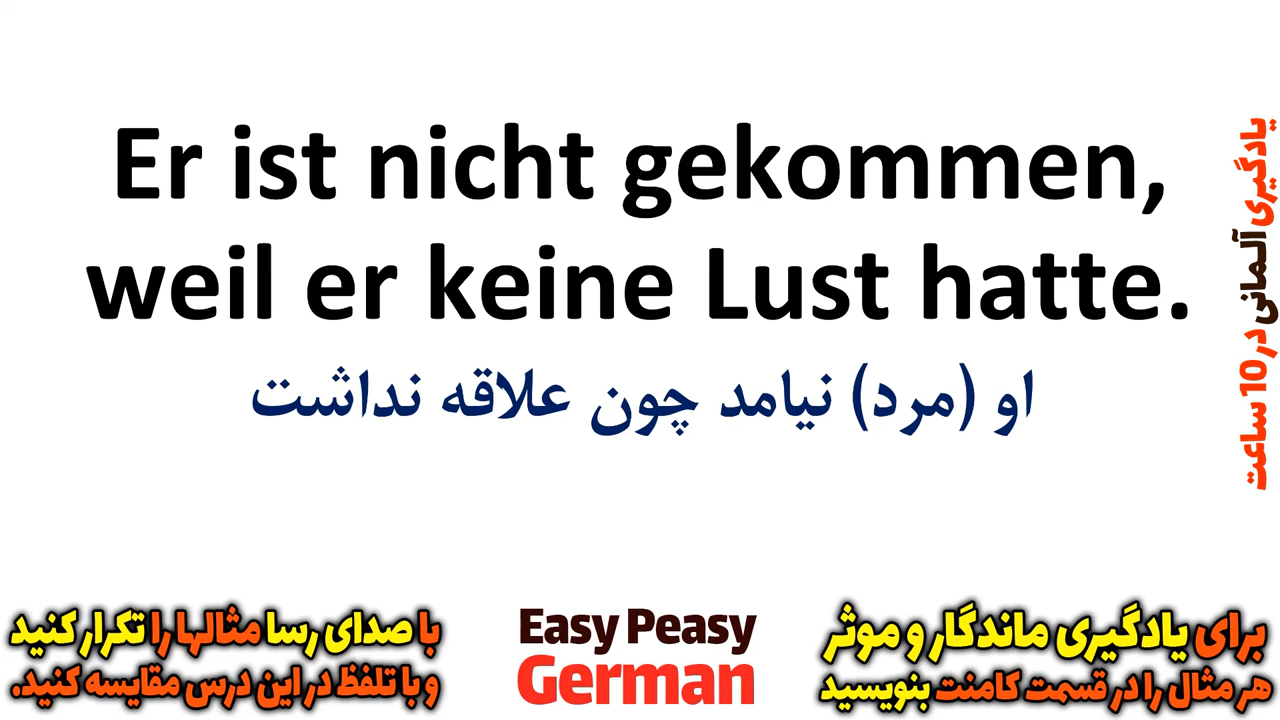 Er ist nicht gekommen,
weil er keine Lust hatte.
او (مرد) نیامد چون علاقه نداشت
یادگیری آلمانی در 10 ساعت
با صدای رسا مثالها را تکرار کنید
و با تلفظ در این درس مقایسه کنید.
Easy Peasy
German
برای یادگیری ماندگار و موثر
هر مثال را در قسمت کامنت بنویسید